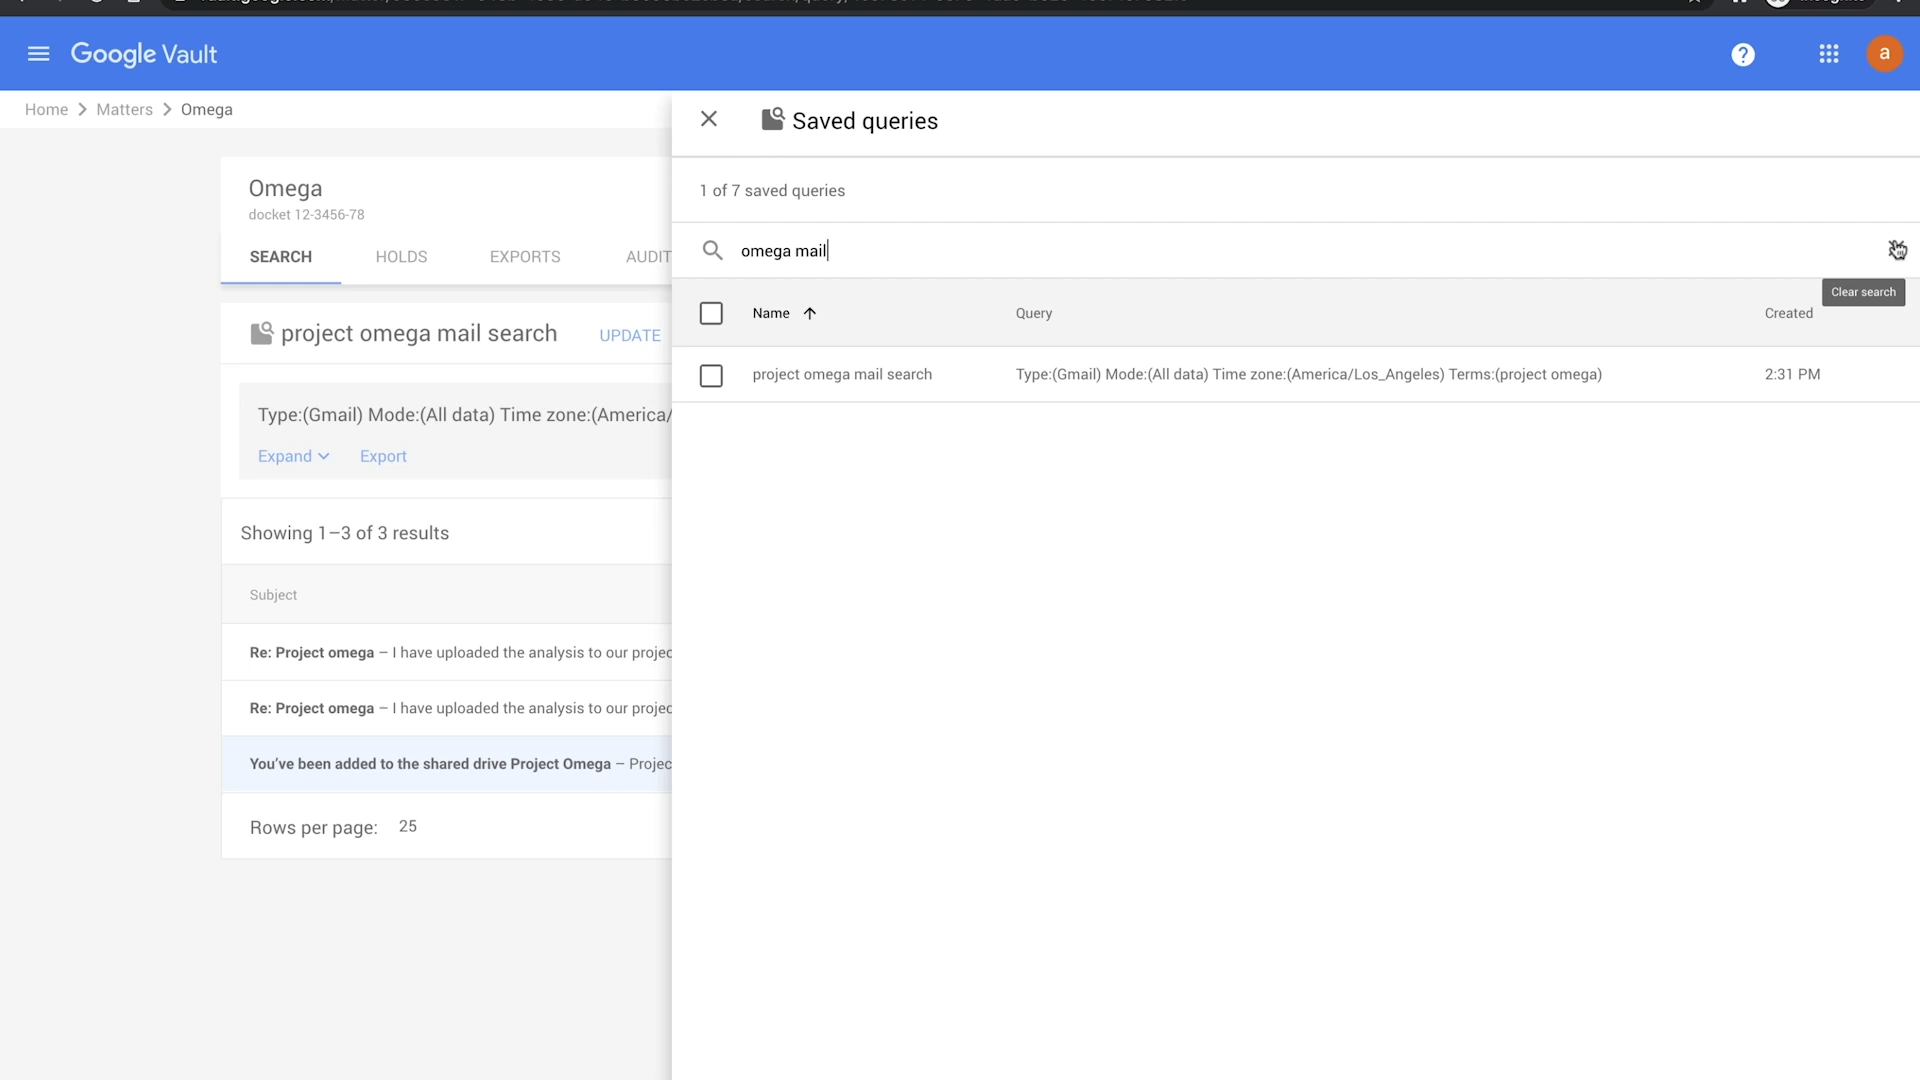 Google Vault
a
Home > Matters > Omega
Omega
docket 12-3456-78
SEARCH HOLDS EXPORTS AUDIT
project omega mail search UPDATE
Type:(Gmail) Mode:(All data) Time zone:(America/
Expand Export
Showing 1–3 of 3 results
Subject
Re: Project omega – I have uploaded the analysis to our projec
Re: Project omega – I have uploaded the analysis to our projec
You've been added to the shared drive Project Omega – Projec
Rows per page: 25
Saved queries
1 of 7 saved queries
omega mail
Clear search
Name Query Created
project omega mail search Type:(Gmail) Mode:(All data) Time zone:(America/Los_Angeles) Terms:(project omega) 2:31 PM